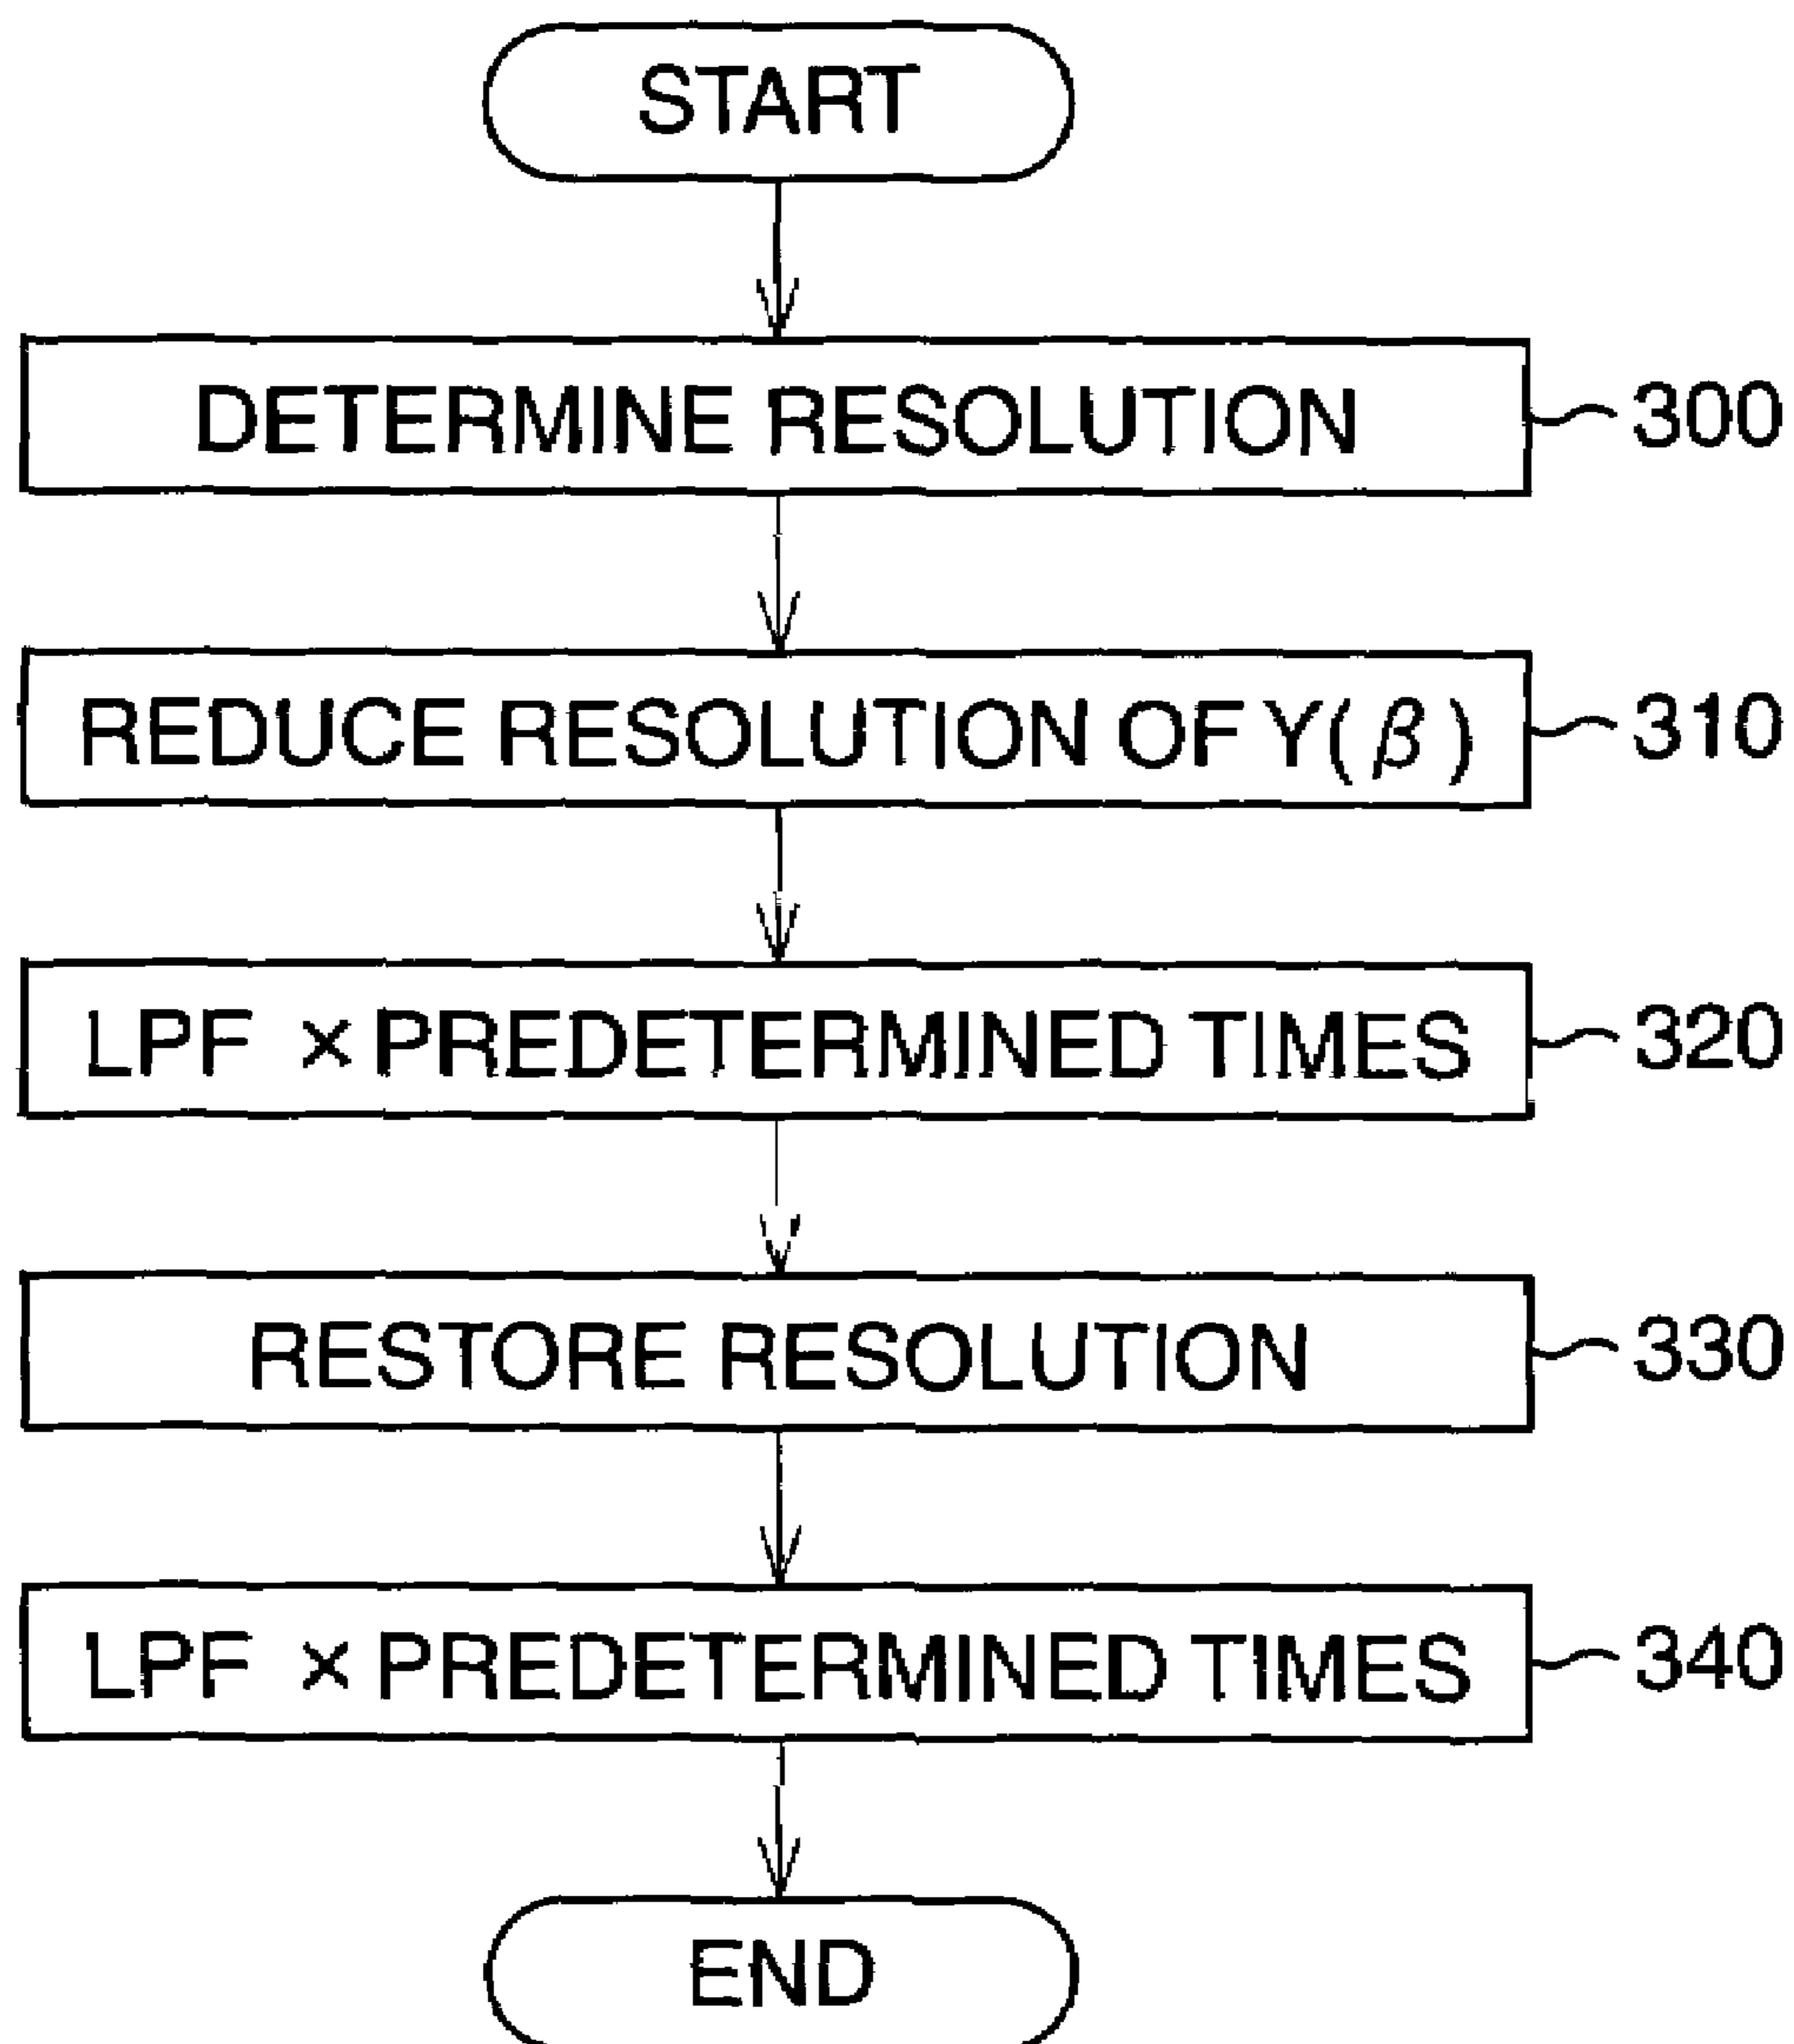 START
DETERMINE RESOLUTION 300
REDUCE RESOLUTION OF Y(β) 310
LPF ×PREDETERMINED TIMES 320
RESTORE RESOLUTION 330
LPF ×PREDETERMINED TIMES 340
END